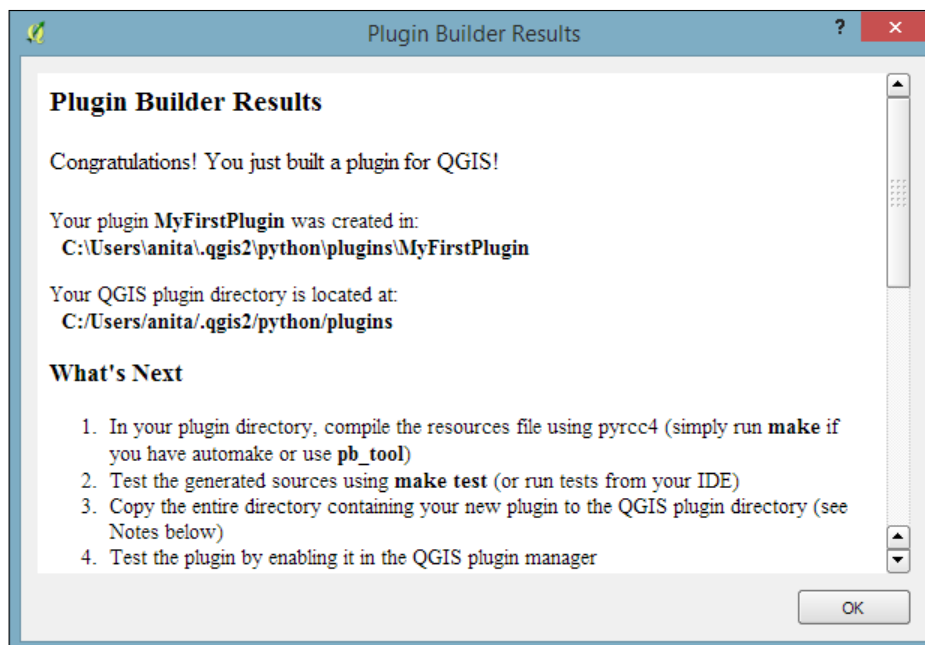 Plugin Builder Results
?
Plugin Builder Results
Congratulations! You just built a plugin for QGIS!
Your plugin MyFirstPlugin was created in:
C:\Users\anita\.qgis2\python\plugins\MyFirstPlugin
Your QGIS plugin directory is located at:
C:/Users/anita/.qgis2/python/plugins
What's Next
1. In your plugin directory, compile the resources file using pyrcc4 (simply run make if
you have automake or use pb_tool)
2. Test the generated sources using make test (or run tests from your IDE)
3. Copy the entire directory containing your new plugin to the QGIS plugin directory (see
Notes below)
4. Test the plugin by enabling it in the QGIS plugin manager
OK